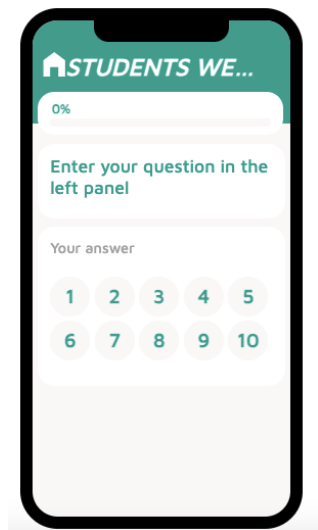 STUDENTS WE...
0%
Enter your question in the
left panel
Your answer
1 2 3 4 5
6 7 8 9 10